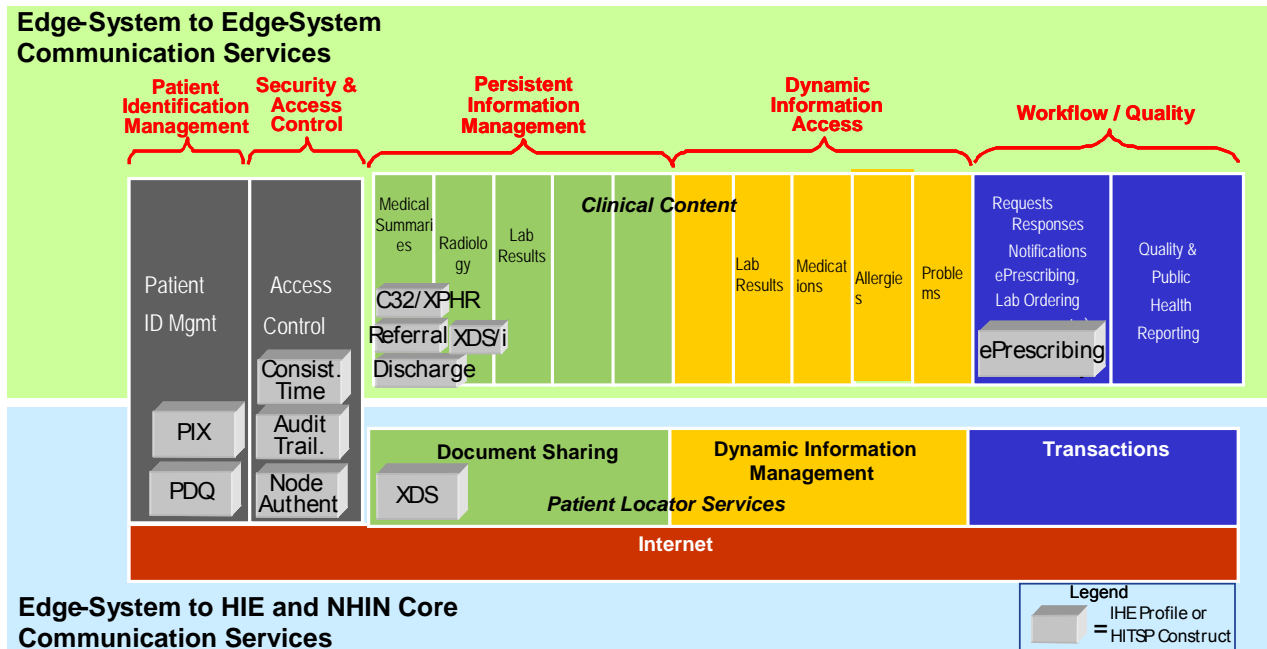 Edge-System to Edge-System
Communication Services
Patient
Identification
Management
Security &
Access
Control
Persistent
Information
Management
Dynamic
Information
Access
Workflow / Quality
Clinical Content
Patient
ID Mgmt
PIX
PDQ
Access
Control
Consist.
Time
Audit
Trail.
Node
Authent
Medical
Summari
es
Radiolo
gy
Lab
Results
C32/XPHR
Referral
XDS/i
Discharge
Lab
Results
Medicat
ions
Allergie
s
Proble
ms
Requests
Responses
Notifications
ePrescribing,
Lab Ordering
ePrescribing
Quality &
Public
Health
Reporting
Document Sharing
XDS
Dynamic Information
Management
Patient Locator Services
Transactions
Internet
Edge-System to HIE and NHIN Core
Communication Services
Legend
= IHE Profile or
HITSP Construct